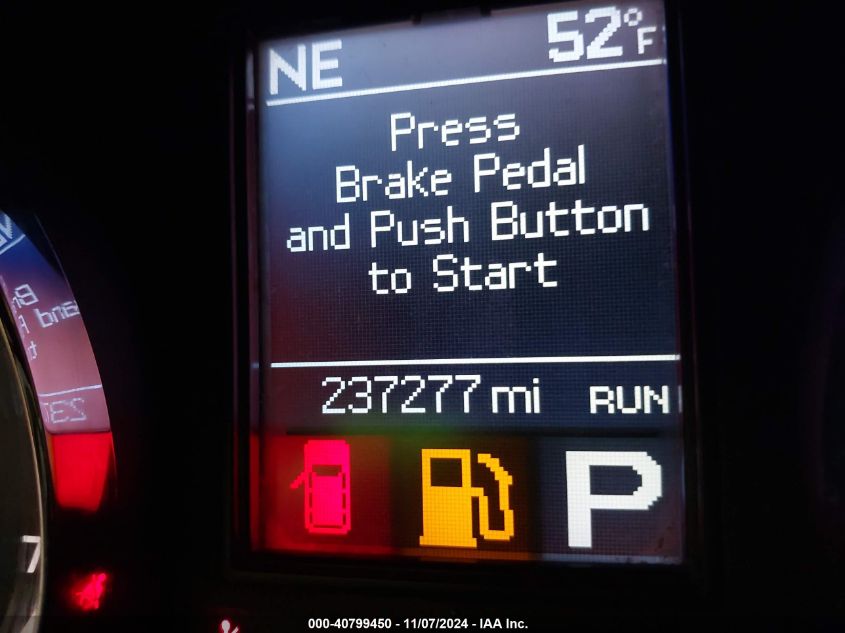 NE 52°F
Press
Brake Pedal
and Push Button
to Start
237277 mi RUN
P
7
000-40799450 - 11/07/2024 - IAA Inc.